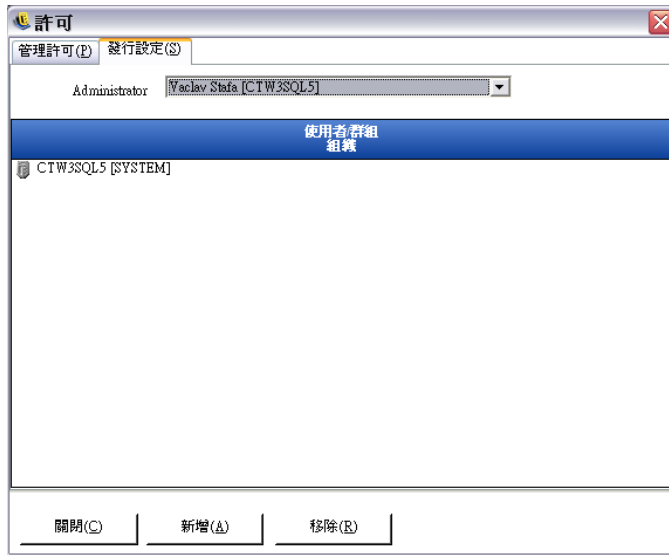 許可
管理許可(P) 發行設定(S)
Administrator Vaclav Stafa [CTW3SQL5]
使用者/群組
組織
CTW3SQL5 [SYSTEM]
關閉(C) 新增(A) 移除(R)